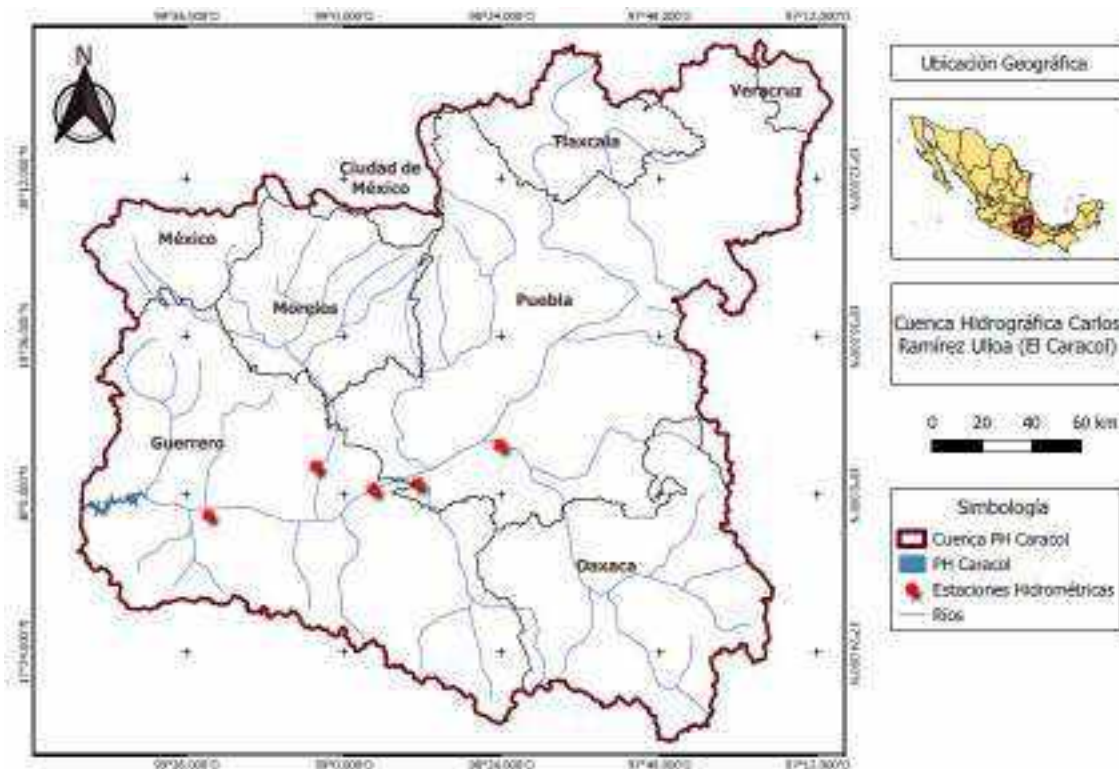 N
Veracruz
Tlaxcala
Ciudad de
México
México
Morelos
Puebla
Guerrero
Oaxaca
Ubicación Geográfica
Cuenca Hidrográfica Carlos
Ramírez Ulloa (El Caracol)
0 20 40 60 km
Simbología
Cuenca PH Caracol
PH Caracol
Estaciones Hidrométricas
Ríos